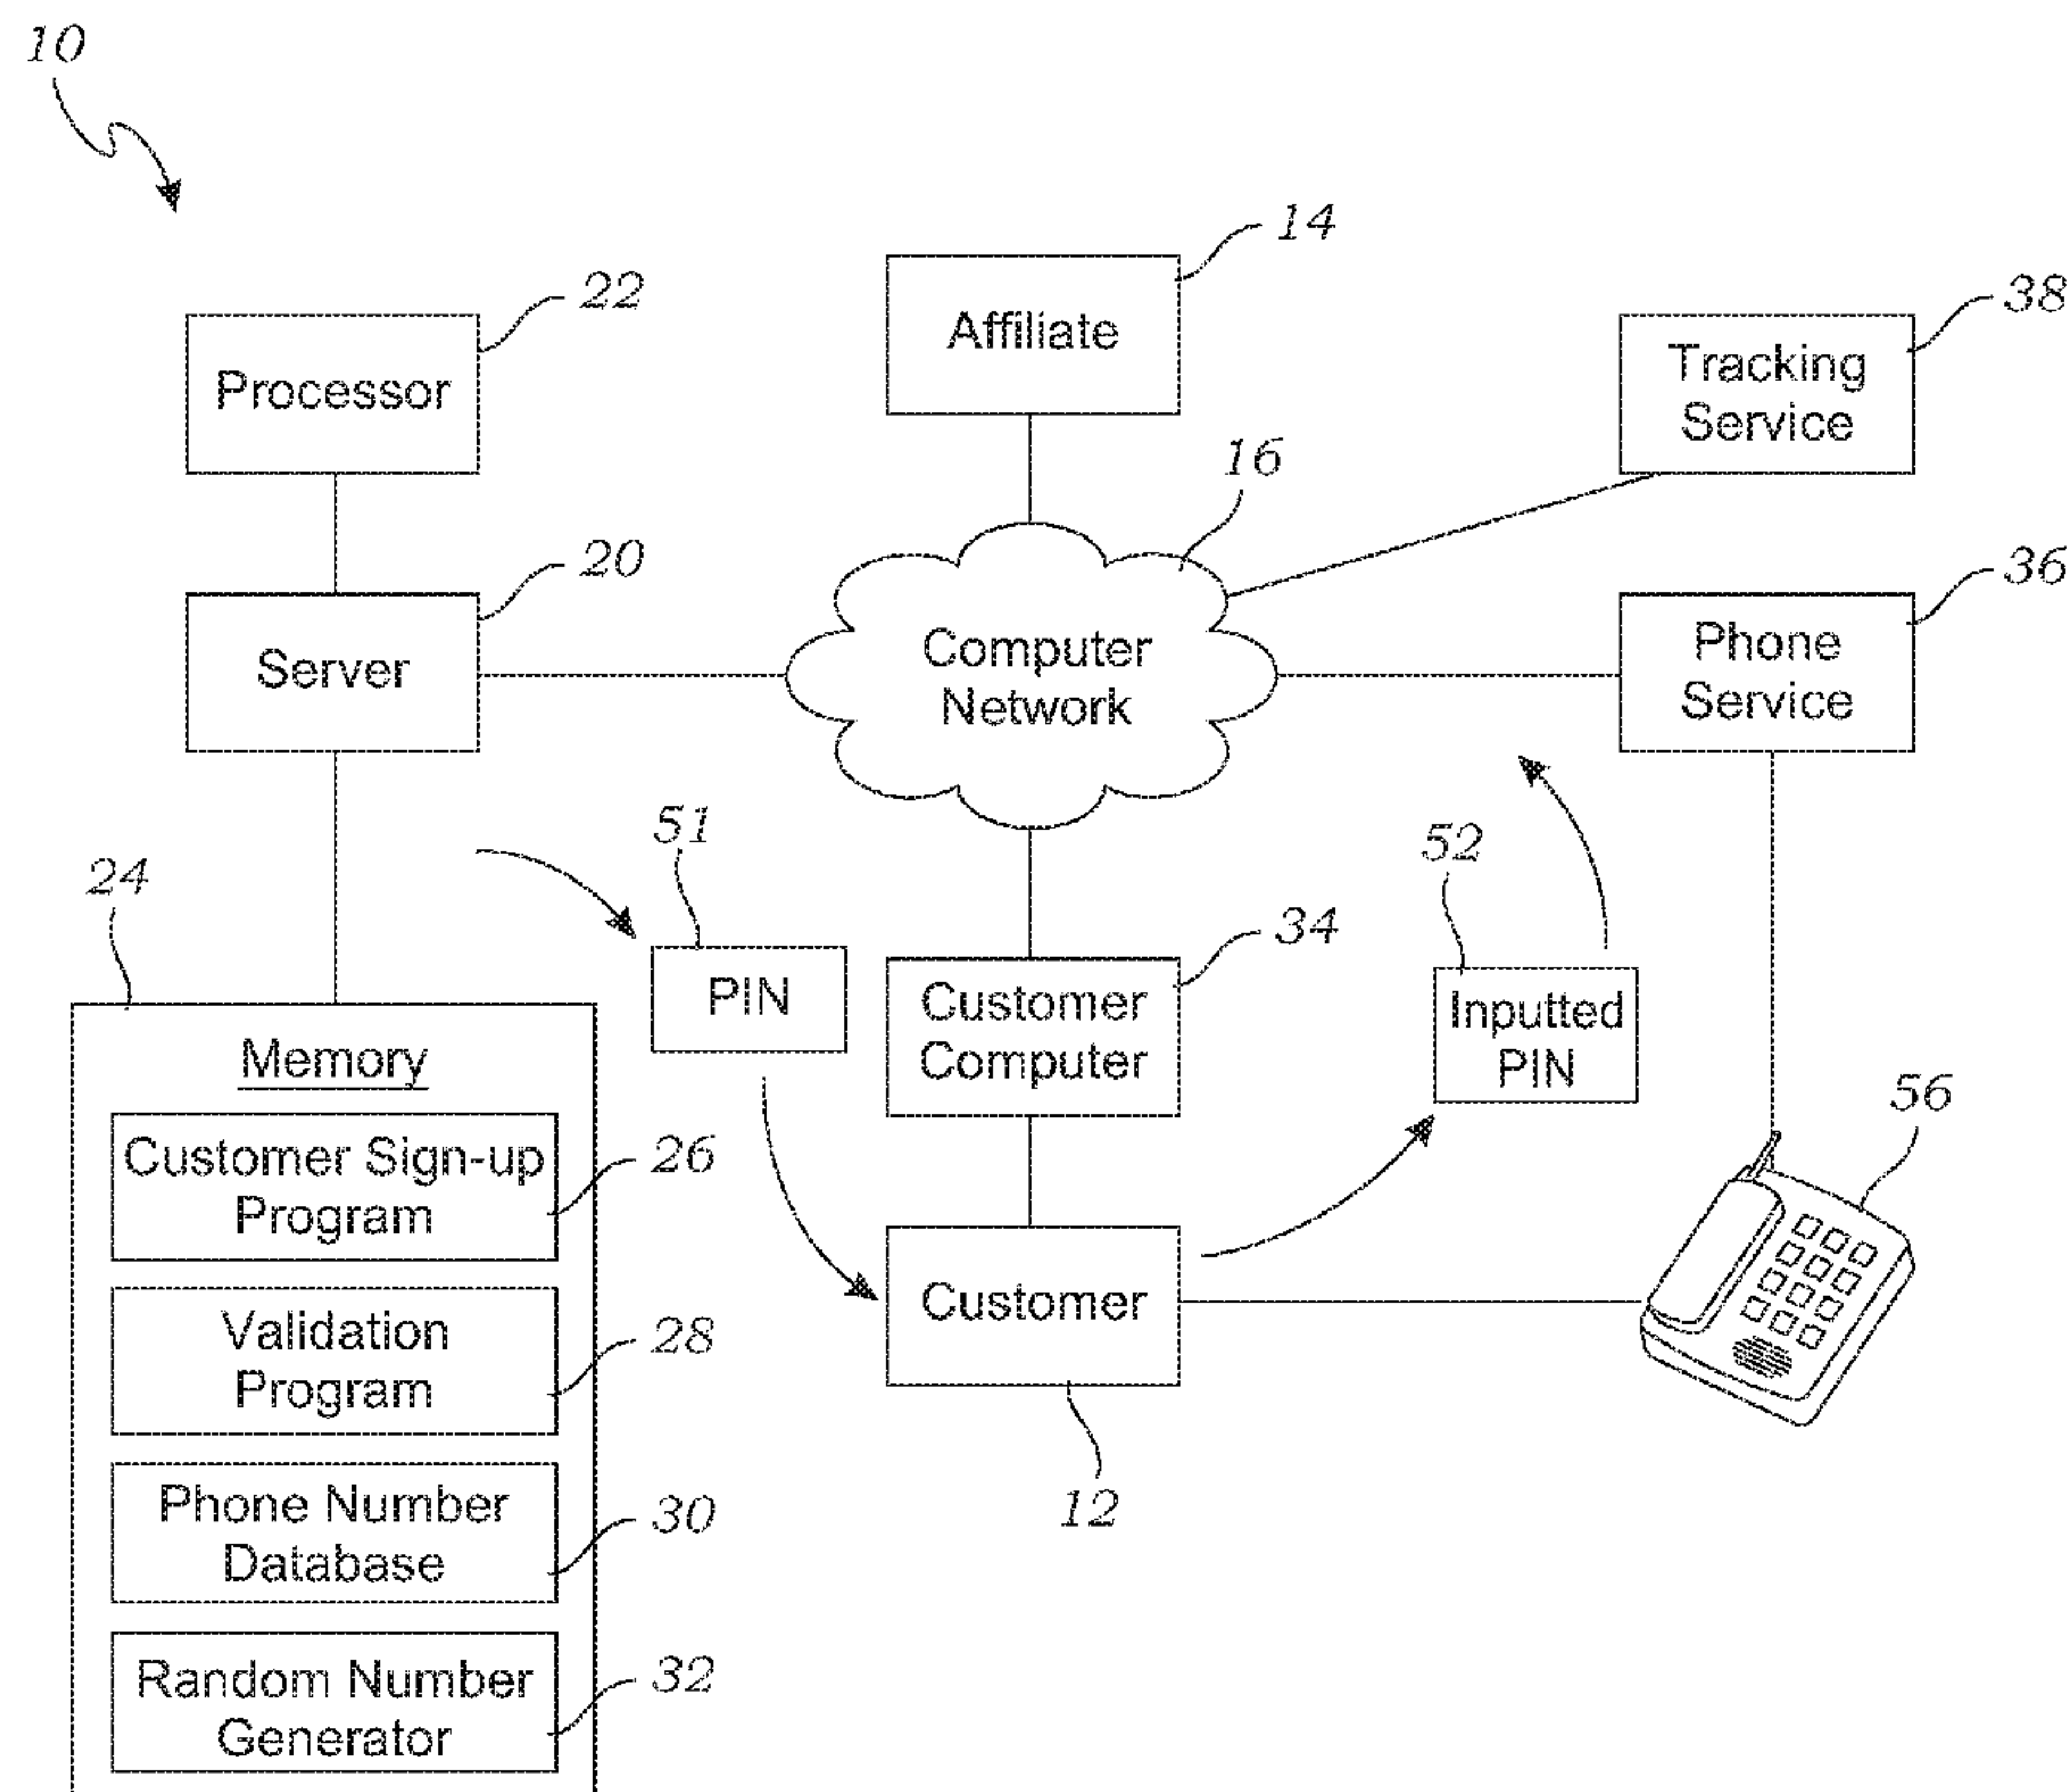 10
14
22
38
Affiliate
Processor
Tracking
Service
16
20
36
Server
Computer
Network
Phone
Service
51
52
24
34
PIN
Customer
Computer
Inputted
PIN
Memory
56
Customer Sign-up
Program
26
Customer
Validation
Program
28
12
Phone Number
Database
30
Random Number
Generator
32